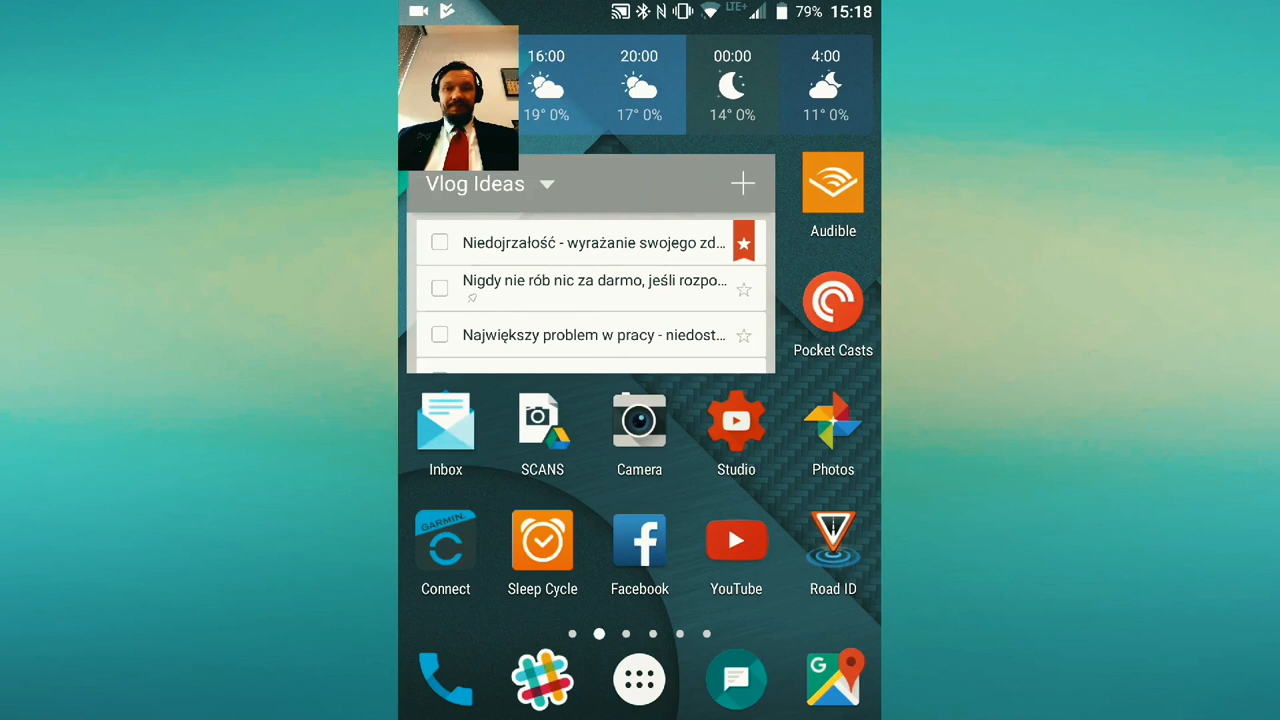 LTE+ 79% 15:18
16:00 20:00 00:00 4:00
19° 0% 17° 0% 14° 0% 11° 0%
Vlog Ideas
Niedojrzałość - wyrażanie swojego zd...
Nigdy nie rób nic za darmo, jeśli rozpo...
Największy problem w pracy - niedost...
Audible
Pocket Casts
Inbox SCANS Camera Studio Photos
GARMIN.
Connect Sleep Cycle Facebook YouTube Road ID
G